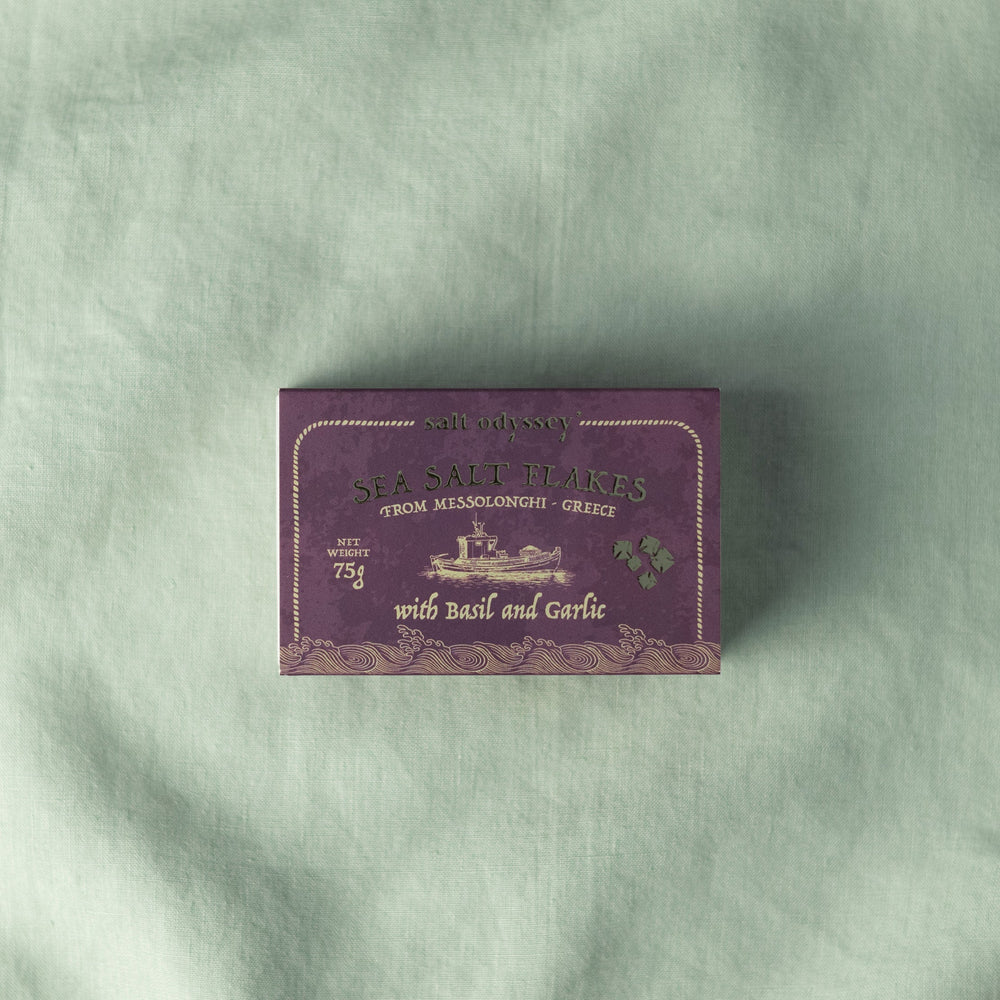 salt odyssey
SEA SALT FLAKES
FROM MESSOLONGHI - GREECE
NET
WEIGHT
75g
with Basil and Garlic